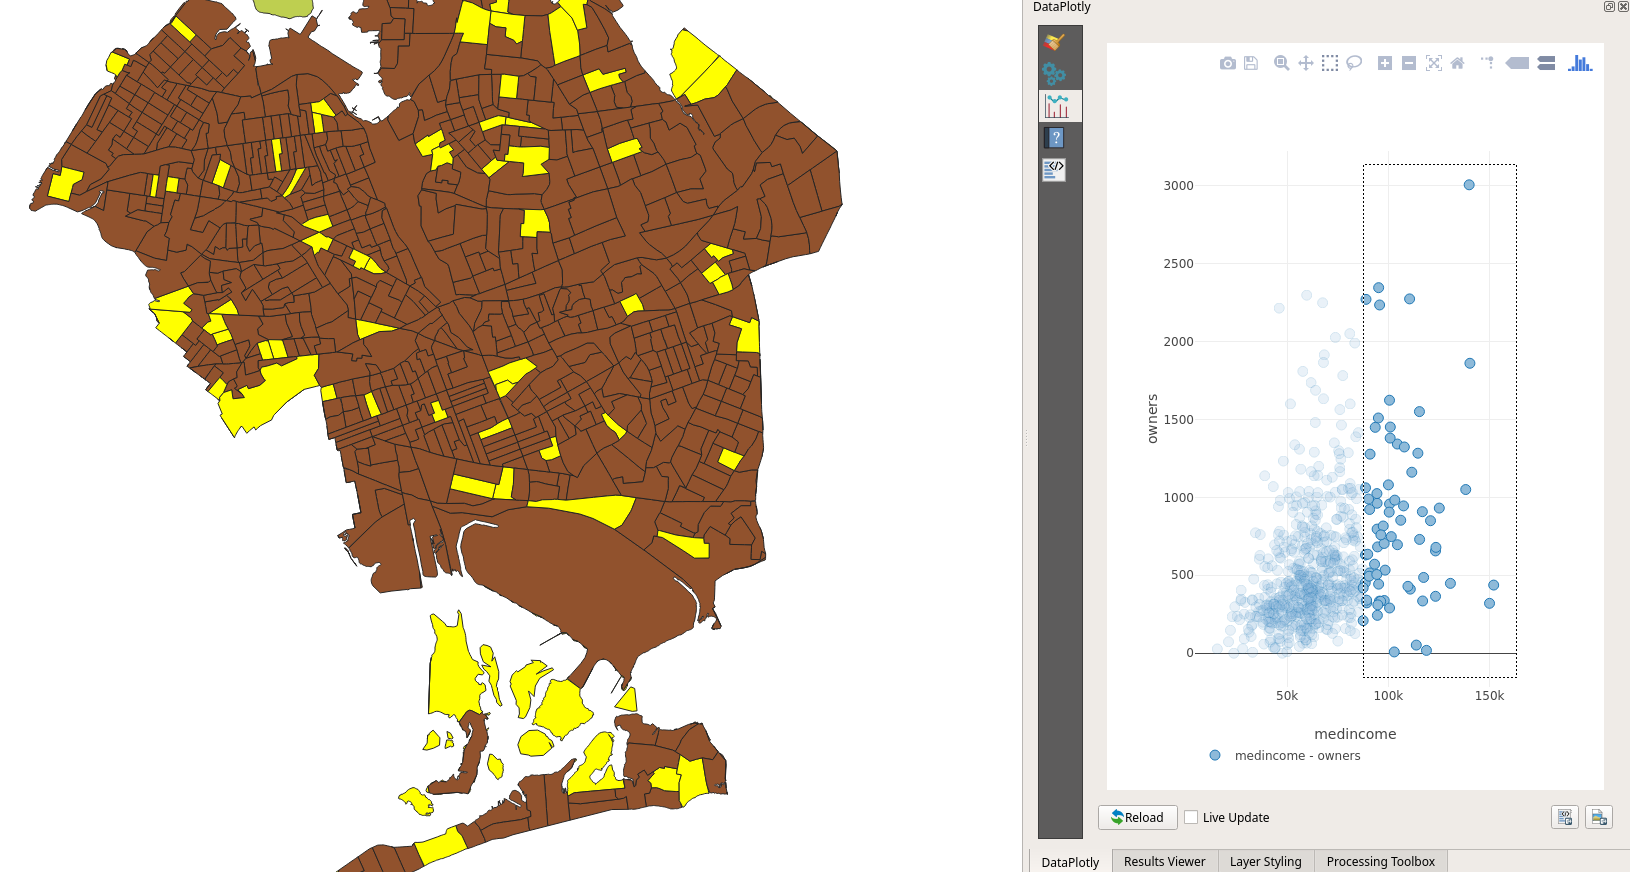 DataPlotly
?
</>
3000
2500
2000
1500
1000
500
0
owners
50k
100k
150k
medincome
medincome - owners
Reload
Live Update
DataPlotly
Results Viewer
Layer Styling
Processing Toolbox